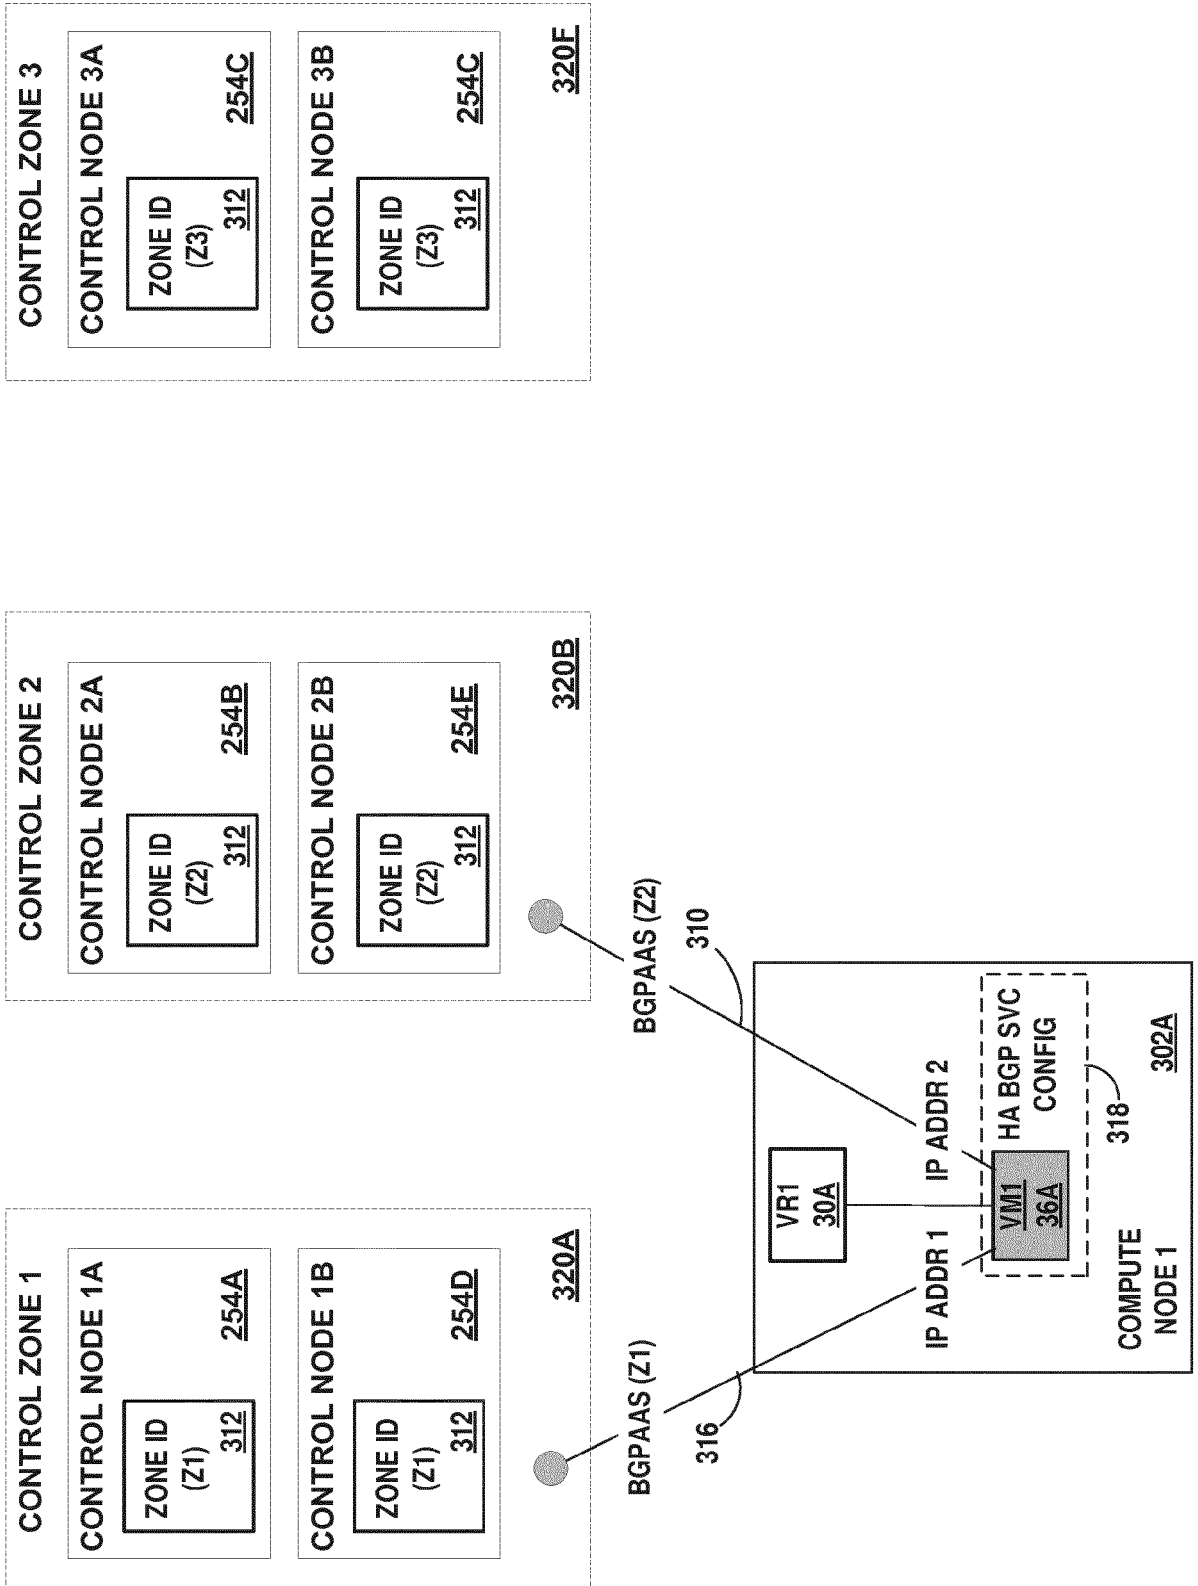 CONTROL ZONE 1
CONTROL NODE 1A
ZONE ID
(Z1)
312
254A
CONTROL NODE 1B
ZONE ID
(Z1)
312
254D
320A
CONTROL ZONE 2
CONTROL NODE 2A
ZONE ID
(Z2)
312
254B
CONTROL NODE 2B
ZONE ID
(Z2)
312
254E
320B
CONTROL ZONE 3
CONTROL NODE 3A
ZONE ID
(Z3)
312
254C
CONTROL NODE 3B
ZONE ID
(Z3)
312
254C
320F
BGPAAS (Z1)
316
BGPAAS (Z2)
310
VR1
30A
IP ADDR 1
IP ADDR 2
VM1
36A
HA BGP SVC
CONFIG
318
COMPUTE
NODE 1
302A